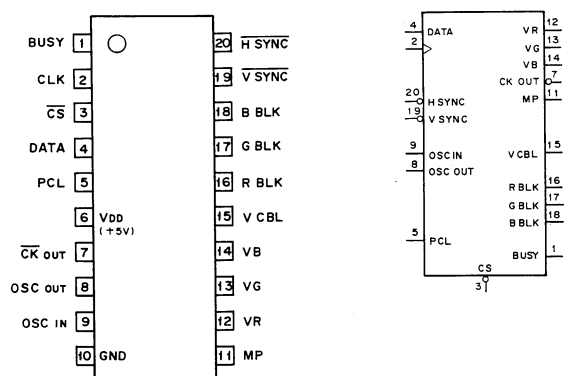 BUSY 1
CLK 2
CS 3
DATA 4
PCL 5
6 VDD
(+5V)
CK OUT 7
OSC OUT 8
OSC IN 9
10 GND
20 H SYNC
19 V SYNC
18 B BLK
17 G BLK
16 R BLK
15 V CBL
14 VB
13 VG
12 VR
11 MP
4 DATA
2
20 H SYNC
19 V SYNC
9 OSC IN
8 OSC OUT
5 PCL
VR 12
VG 13
VB 14
CK OUT 7
MP 11
VCBL 15
R BLK 16
G BLK 17
B BLK 18
BUSY 1
CS
3